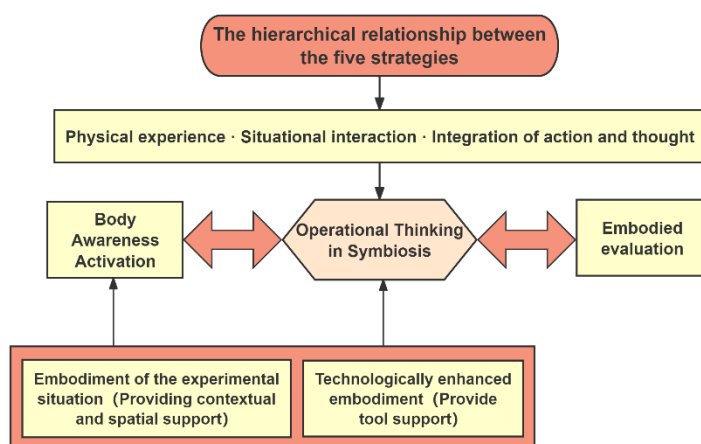 The hierarchical relationship between
the five strategies
Physical experience · Situational interaction · Integration of action and thought
Body
Awareness
Activation
Operational Thinking
in Symbiosis
Embodied
evaluation
Embodiment of the experimental
situation（Providing contextual
and spatial support）
Technologically enhanced
embodiment（Provide
tool support）